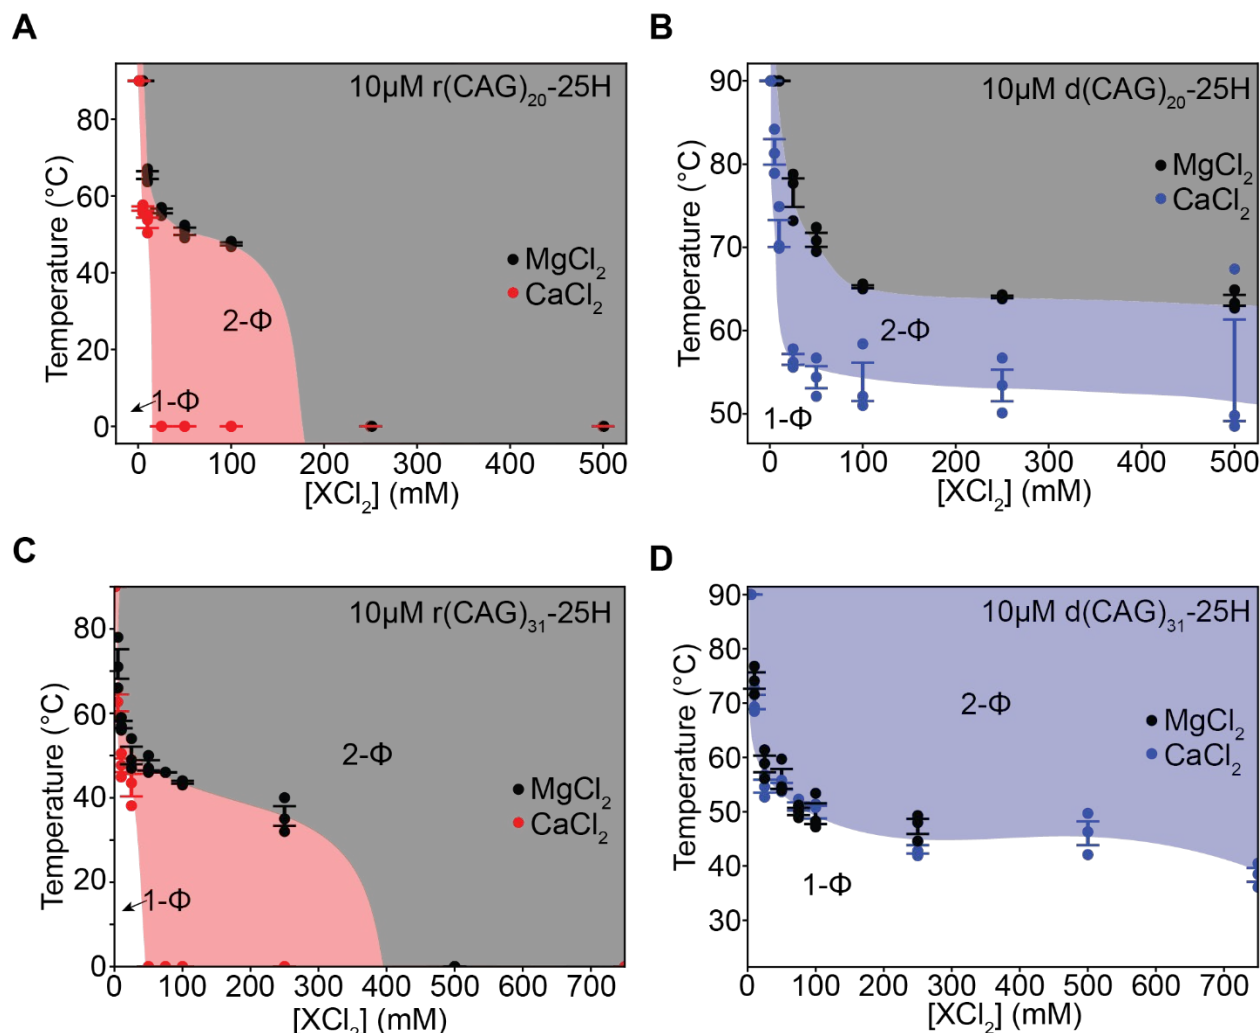 A
10µM r(CAG)₂₀-25H
MgCl₂
CaCl₂
2-Φ
1-Φ
Temperature (°C)
80
60
40
20
0
0 100 200 300 400 500
[XCl₂] (mM)
B
10µM d(CAG)₂₀-25H
MgCl₂
CaCl₂
2-Φ
1-Φ
Temperature (°C)
90
80
70
60
50
0 100 200 300 400 500
[XCl₂] (mM)
C
10µM r(CAG)₃₁-25H
2-Φ
MgCl₂
CaCl₂
1-Φ
Temperature (°C)
80
60
40
20
0
0 100 200 300 400 500 600 700
[XCl₂] (mM)
D
10µM d(CAG)₃₁-25H
2-Φ
MgCl₂
CaCl₂
1-Φ
Temperature (°C)
90
80
70
60
50
40
30
0 100 200 300 400 500 600 700
[XCl₂] (mM)